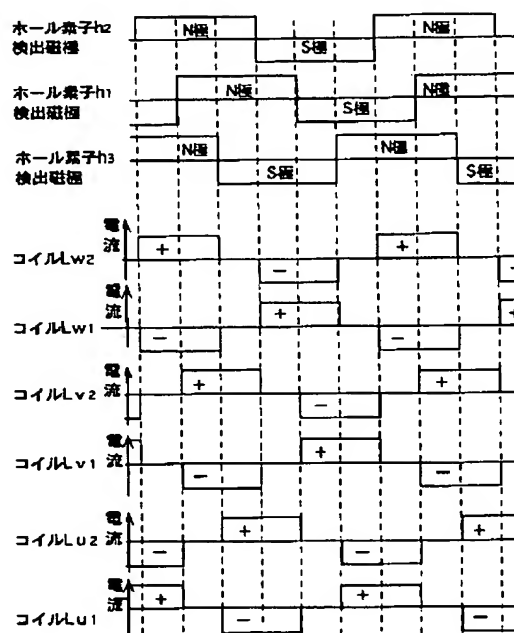 ホール素子h2
検出磁極
N極
S極
N極
ホール素子h1
検出磁極
N極
S極
N極
ホール素子h3
検出磁極
N極
S極
N極
S極
コイルLw2
電流
+
−
+
−
コイルLw1
電流
−
+
−
+
コイルLv2
電流
+
−
+
コイルLv1
電流
−
+
−
コイルLu2
電流
−
+
−
+
コイルLu1
電流
+
−
+
−